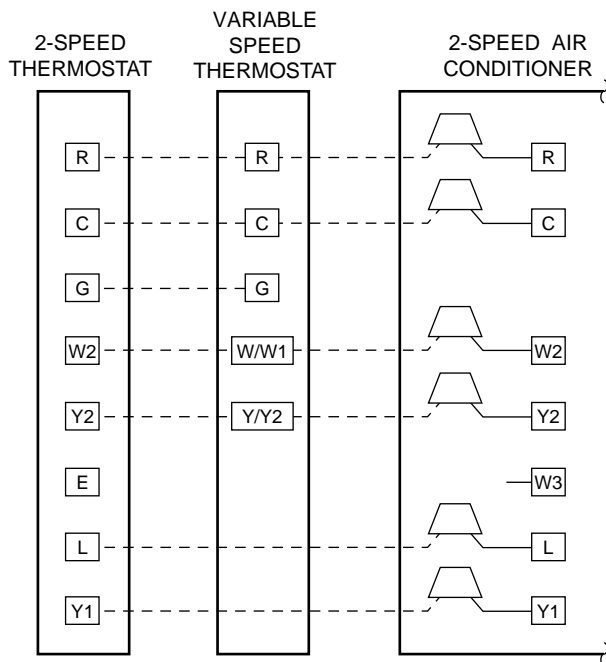 2-SPEED
THERMOSTAT
VARIABLE
SPEED
THERMOSTAT
2-SPEED AIR
CONDITIONER
R R R
C C C
G G
W2 W/W1 W2
Y2 Y/Y2 Y2
E W3
L L
Y1 Y1